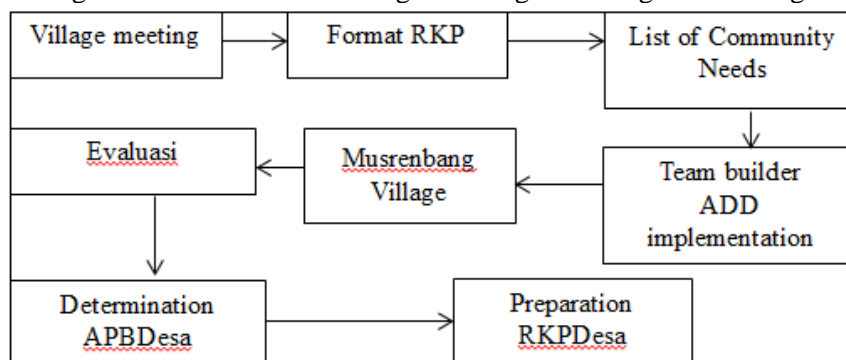 Village meeting
Format RKP
List of Community
Needs
Team builder
ADD
implementation
Musrenbang
Village
Evaluasi
Determination
APBDesa
Preparation
RKPDesa